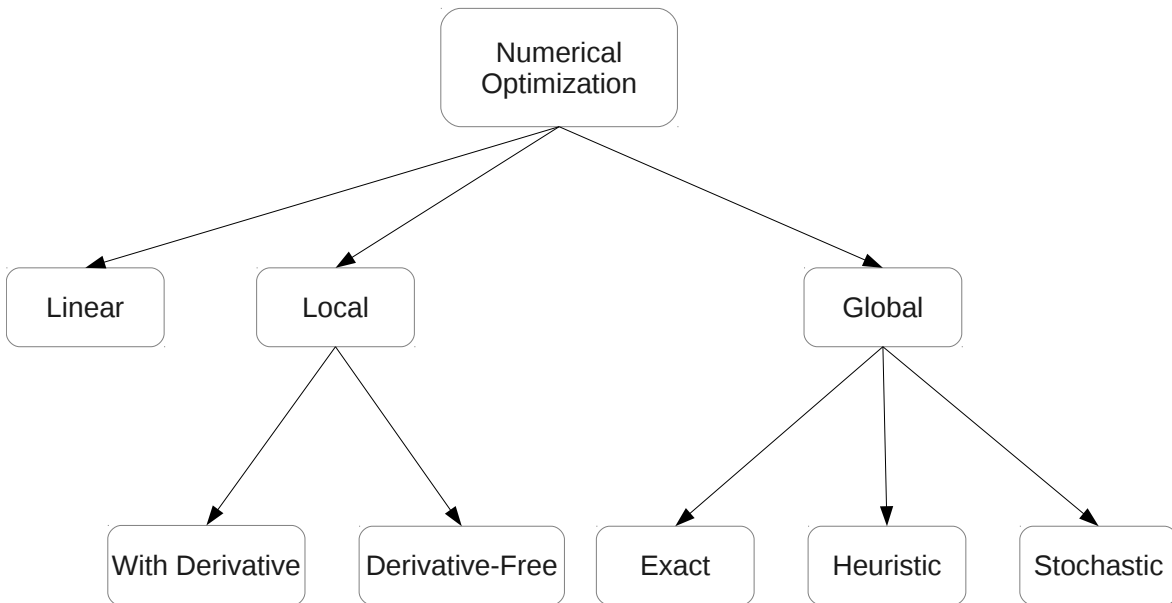 Numerical
Optimization
Linear
Local
Global
With Derivative
Derivative-Free
Exact
Heuristic
Stochastic